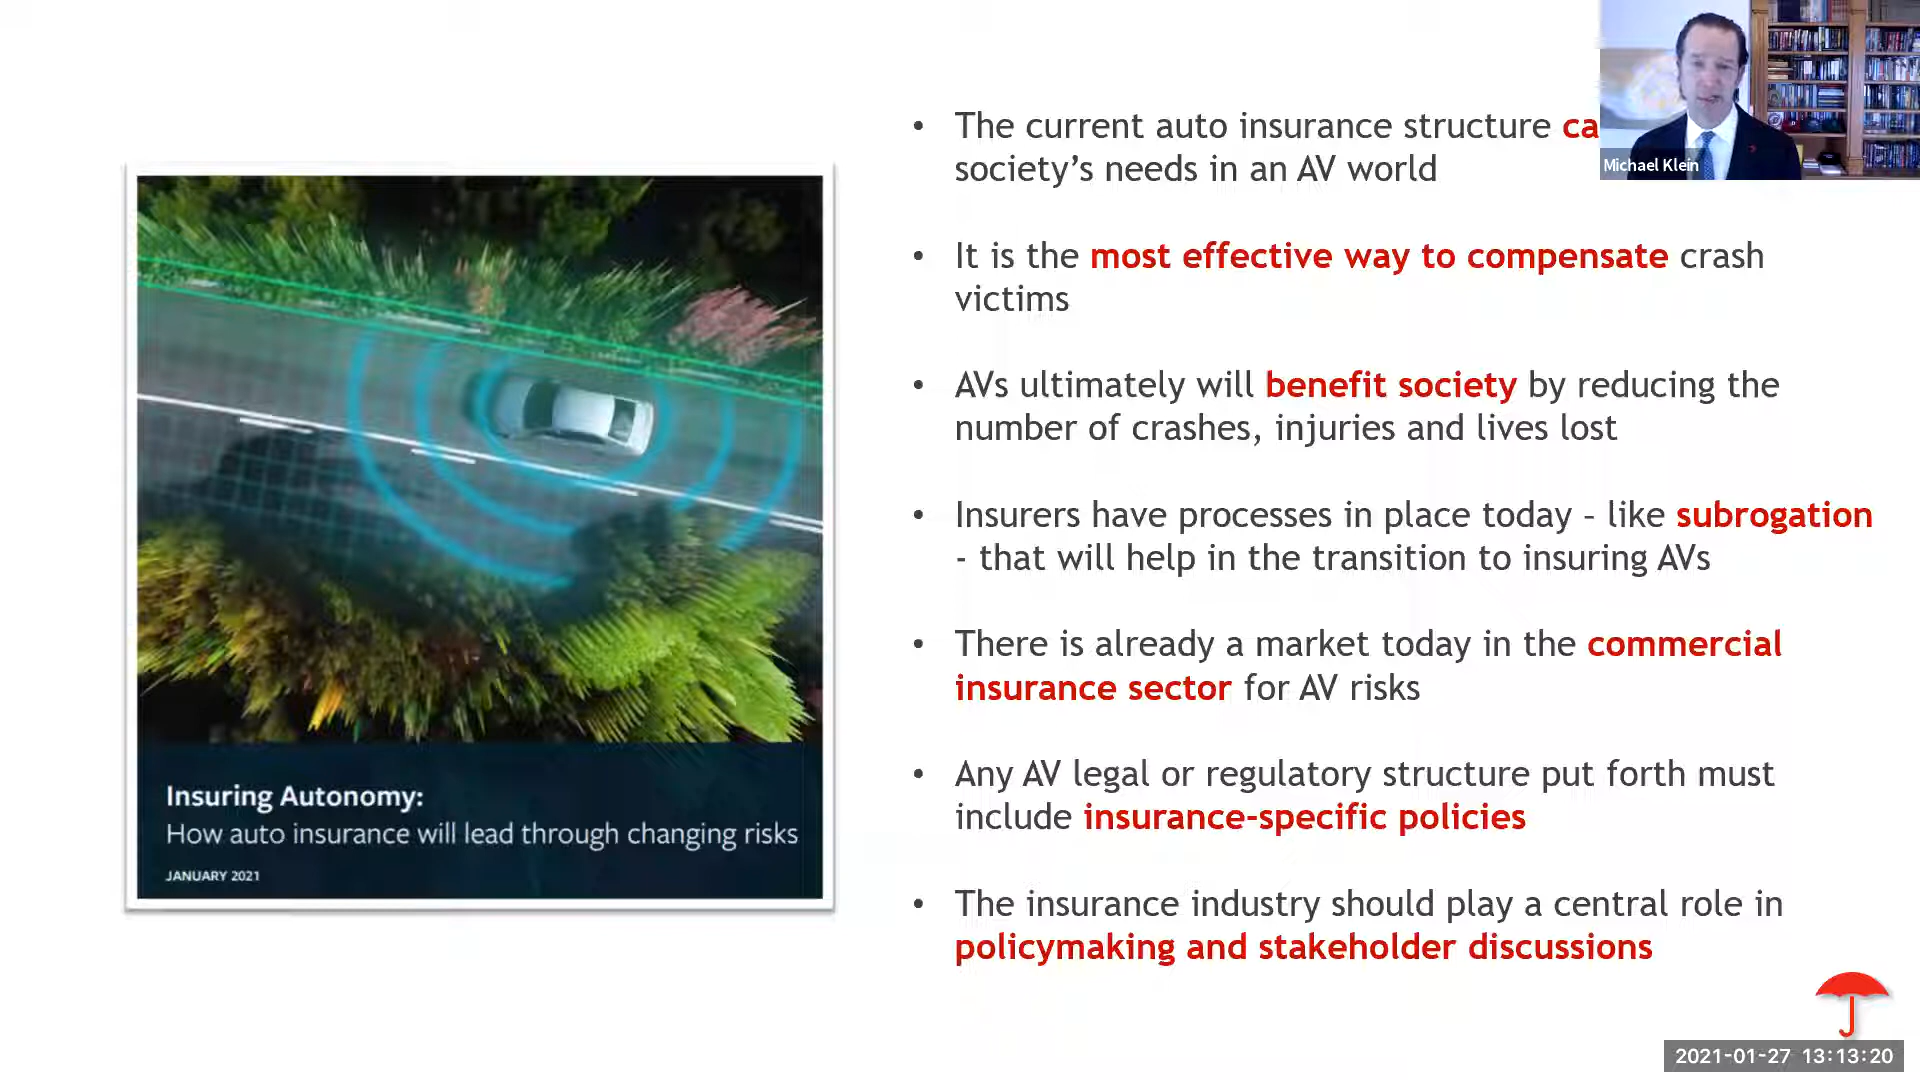 The current auto insurance structure
society’s needs in an AV world
It is the most effective way to compensate crash
victims
AVs ultimately will benefit society by reducing the
number of crashes, injuries and lives lost
Insurers have processes in place today – like subrogation
- that will help in the transition to insuring AVs
There is already a market today in the commercial
insurance sector for AV risks
Any AV legal or regulatory structure put forth must
include insurance-specific policies
The insurance industry should play a central role in
policymaking and stakeholder discussions
Insuring Autonomy:
How auto insurance will lead through changing risks
JANUARY 2021
Michael Klein
2021-01-27 13:13:20